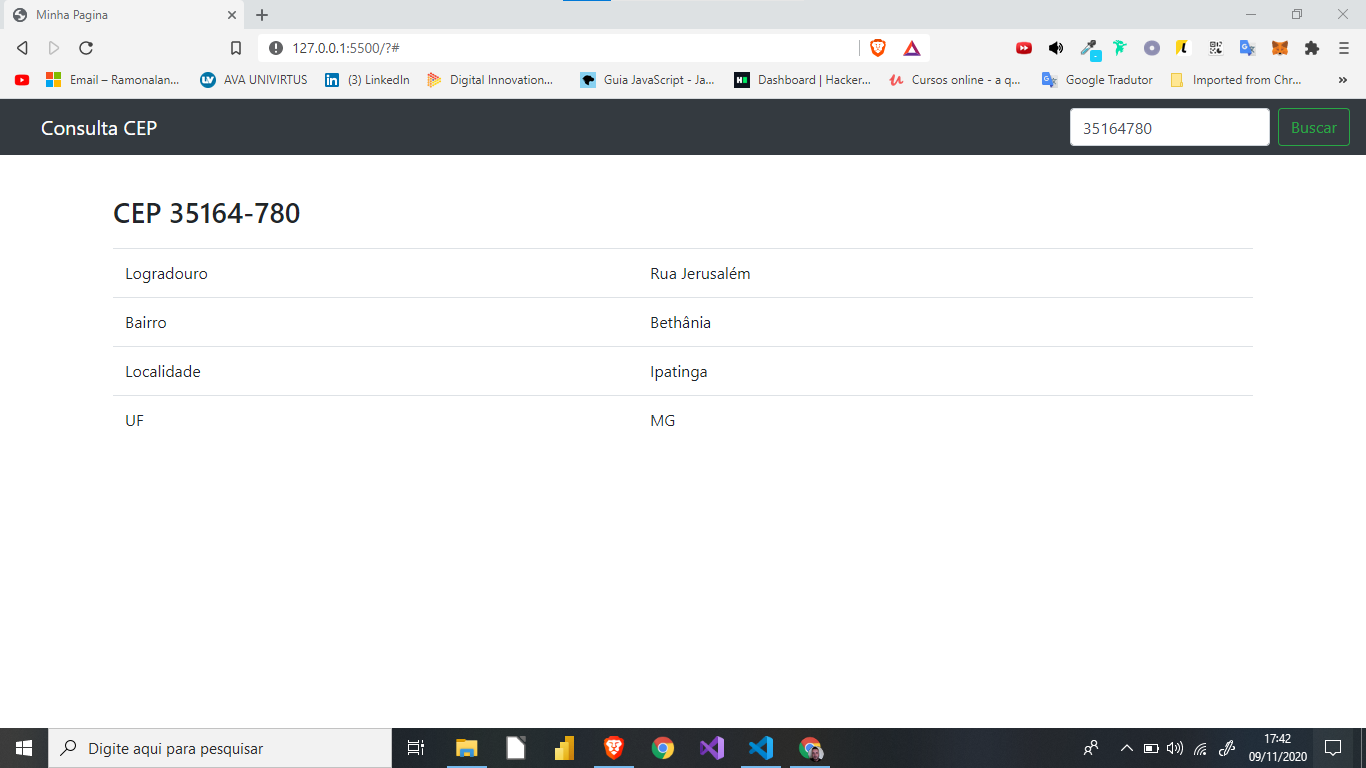 Minha Pagina
127.0.0.1:5500/?#
Email – Ramonalan... AVA UNIVIRTUS (3) LinkedIn Digital Innovation... Guia JavaScript - Ja... Dashboard | Hacker... Cursos online - a q... Google Tradutor Imported from Chr... »
Consulta CEP 35164780 Buscar
CEP 35164-780
Logradouro Rua Jerusalém
Bairro Bethânia
Localidade Ipatinga
UF MG
Digite aqui para pesquisar
17:42
09/11/2020